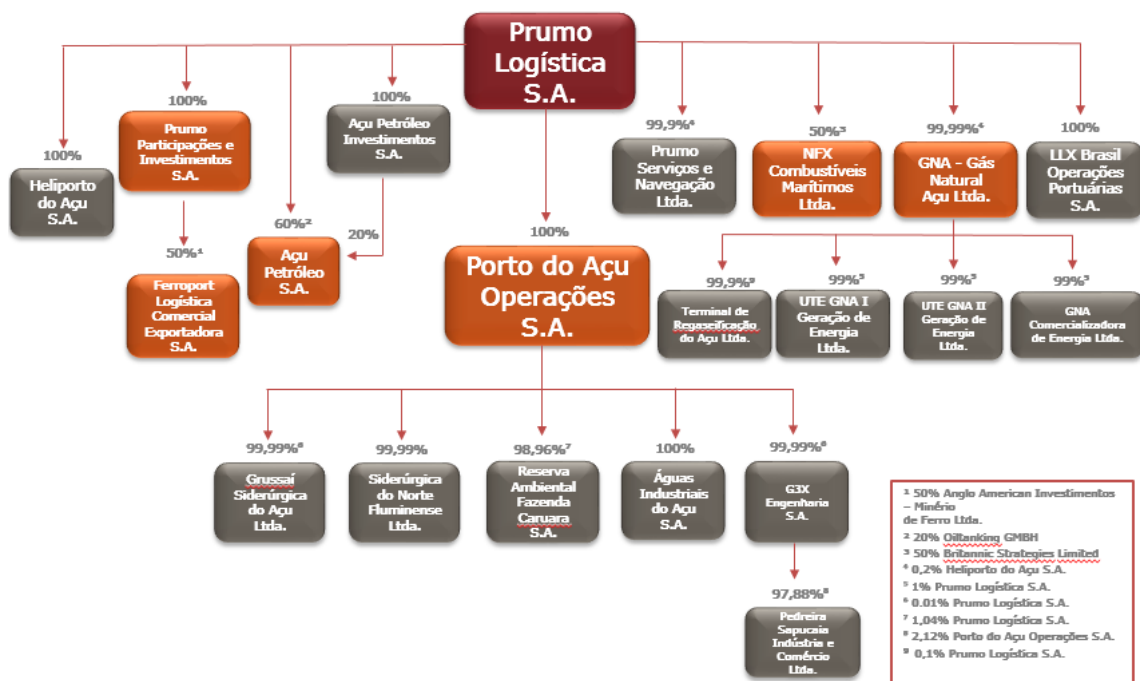 Prumo
Logística
S.A.
100%
Heliporto
do Açu
S.A.
100%
Prumo
Participações e
Investimentos
S.A.
50%¹
Ferroport
Logística
Comercial
Exportadora
S.A.
60%²
Açu
Petróleo
S.A.
20%
100%
Açu Petróleo
Investimentos
S.A.
100%
Porto do Açu
Operações
S.A.
99,9%⁴
Prumo
Serviços e
Navegação
Ltda.
50%³
NFX
Combustíveis
Marítimos
Ltda.
99,99%⁴
GNA – Gás
Natural
Açu Ltda.
100%
LLX Brasil
Operações
Portuárias
S.A.
99,9%⁹
Terminal de
Regaseificação
do Açu Ltda.
99%⁵
UTE GNA I
Geração de
Energia
Ltda.
99%⁵
UTE GNA II
Geração de
Energia
Ltda.
99%⁵
GNA
Comercializadora
de Energia Ltda.
99,99%⁶
Grussaí
Siderúrgica
do Açu
Ltda.
99,99%
Siderúrgica
do Norte
Fluminense
Ltda.
98,96%⁷
Reserva
Ambiental
Fazenda
Caruara
S.A.
100%
Águas
Industriais
do Açu
S.A.
99,99%⁶
G3X
Engenharia
S.A.
97,88%⁸
Pedreira
Sapucaia
Indústria e
Comércio Ltda.
¹ 50% Anglo American Investimentos
– Minério
de Ferro Ltda.
² 20% Oiltanking GMBH
³ 50% Britannic Strategies Limited
⁴ 0,2% Heliporto do Açu S.A.
⁵ 1% Prumo Logística S.A.
⁶ 0.01% Prumo Logística S.A.
⁷ 1,04% Prumo Logística S.A.
⁸ 2,12% Porto do Açu Operações S.A.
⁹ 0,1% Prumo Logística S.A.